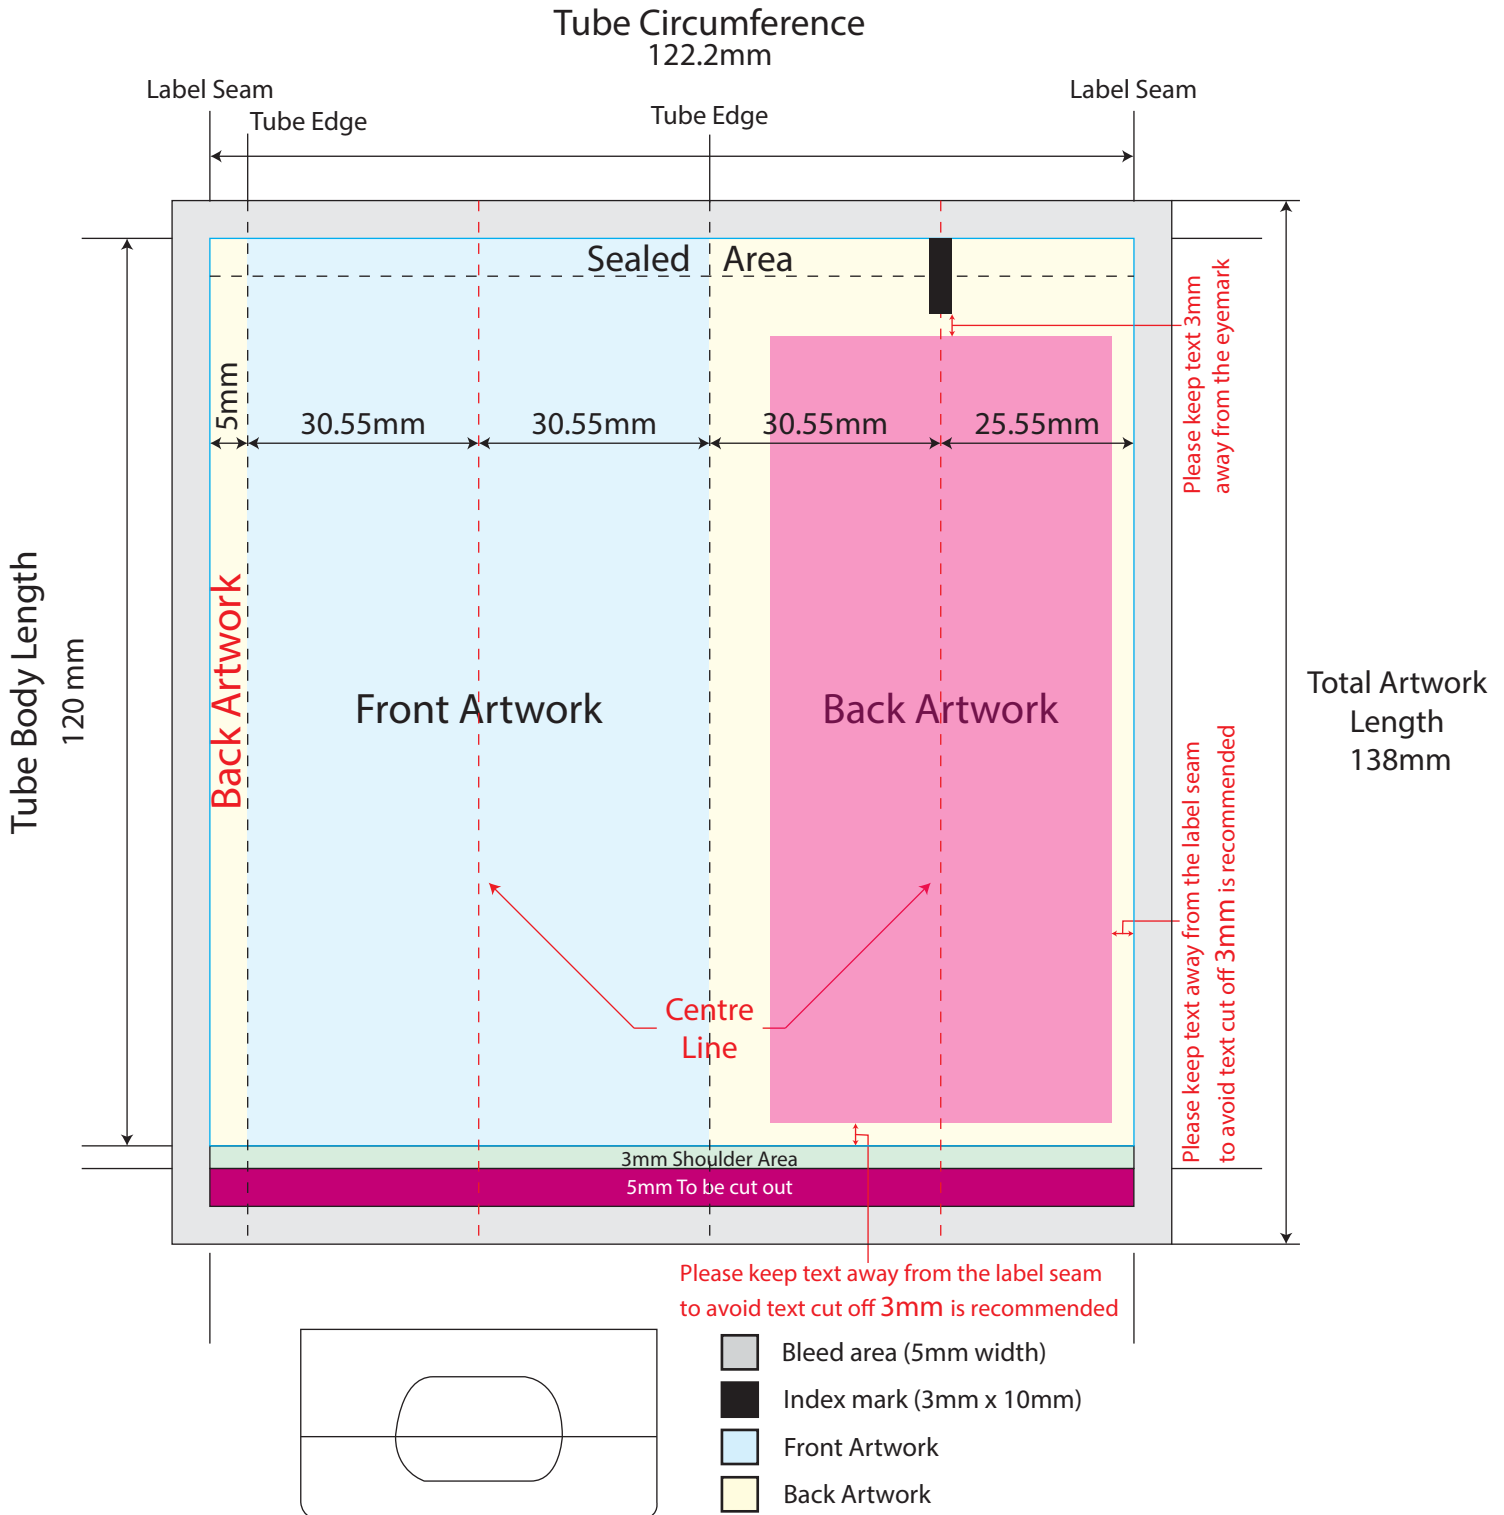 Tube Circumference
122.2mm
Label Seam
Label Seam
Tube Edge
Tube Edge
Sealed Area
Please keep text 3mm
away from the eyemark
5mm
30.55mm
30.55mm
30.55mm
25.55mm
Tube Body Length
120 mm
Back Artwork
Front Artwork
Back Artwork
Total Artwork
Length
138mm
Please keep text away from the label seam
to avoid text cut off 3mm is recommended
Centre
Line
3mm Shoulder Area
5mm To be cut out
Please keep text away from the label seam
to avoid text cut off 3mm is recommended
Bleed area (5mm width)
Index mark (3mm x 10mm)
Front Artwork
Back Artwork